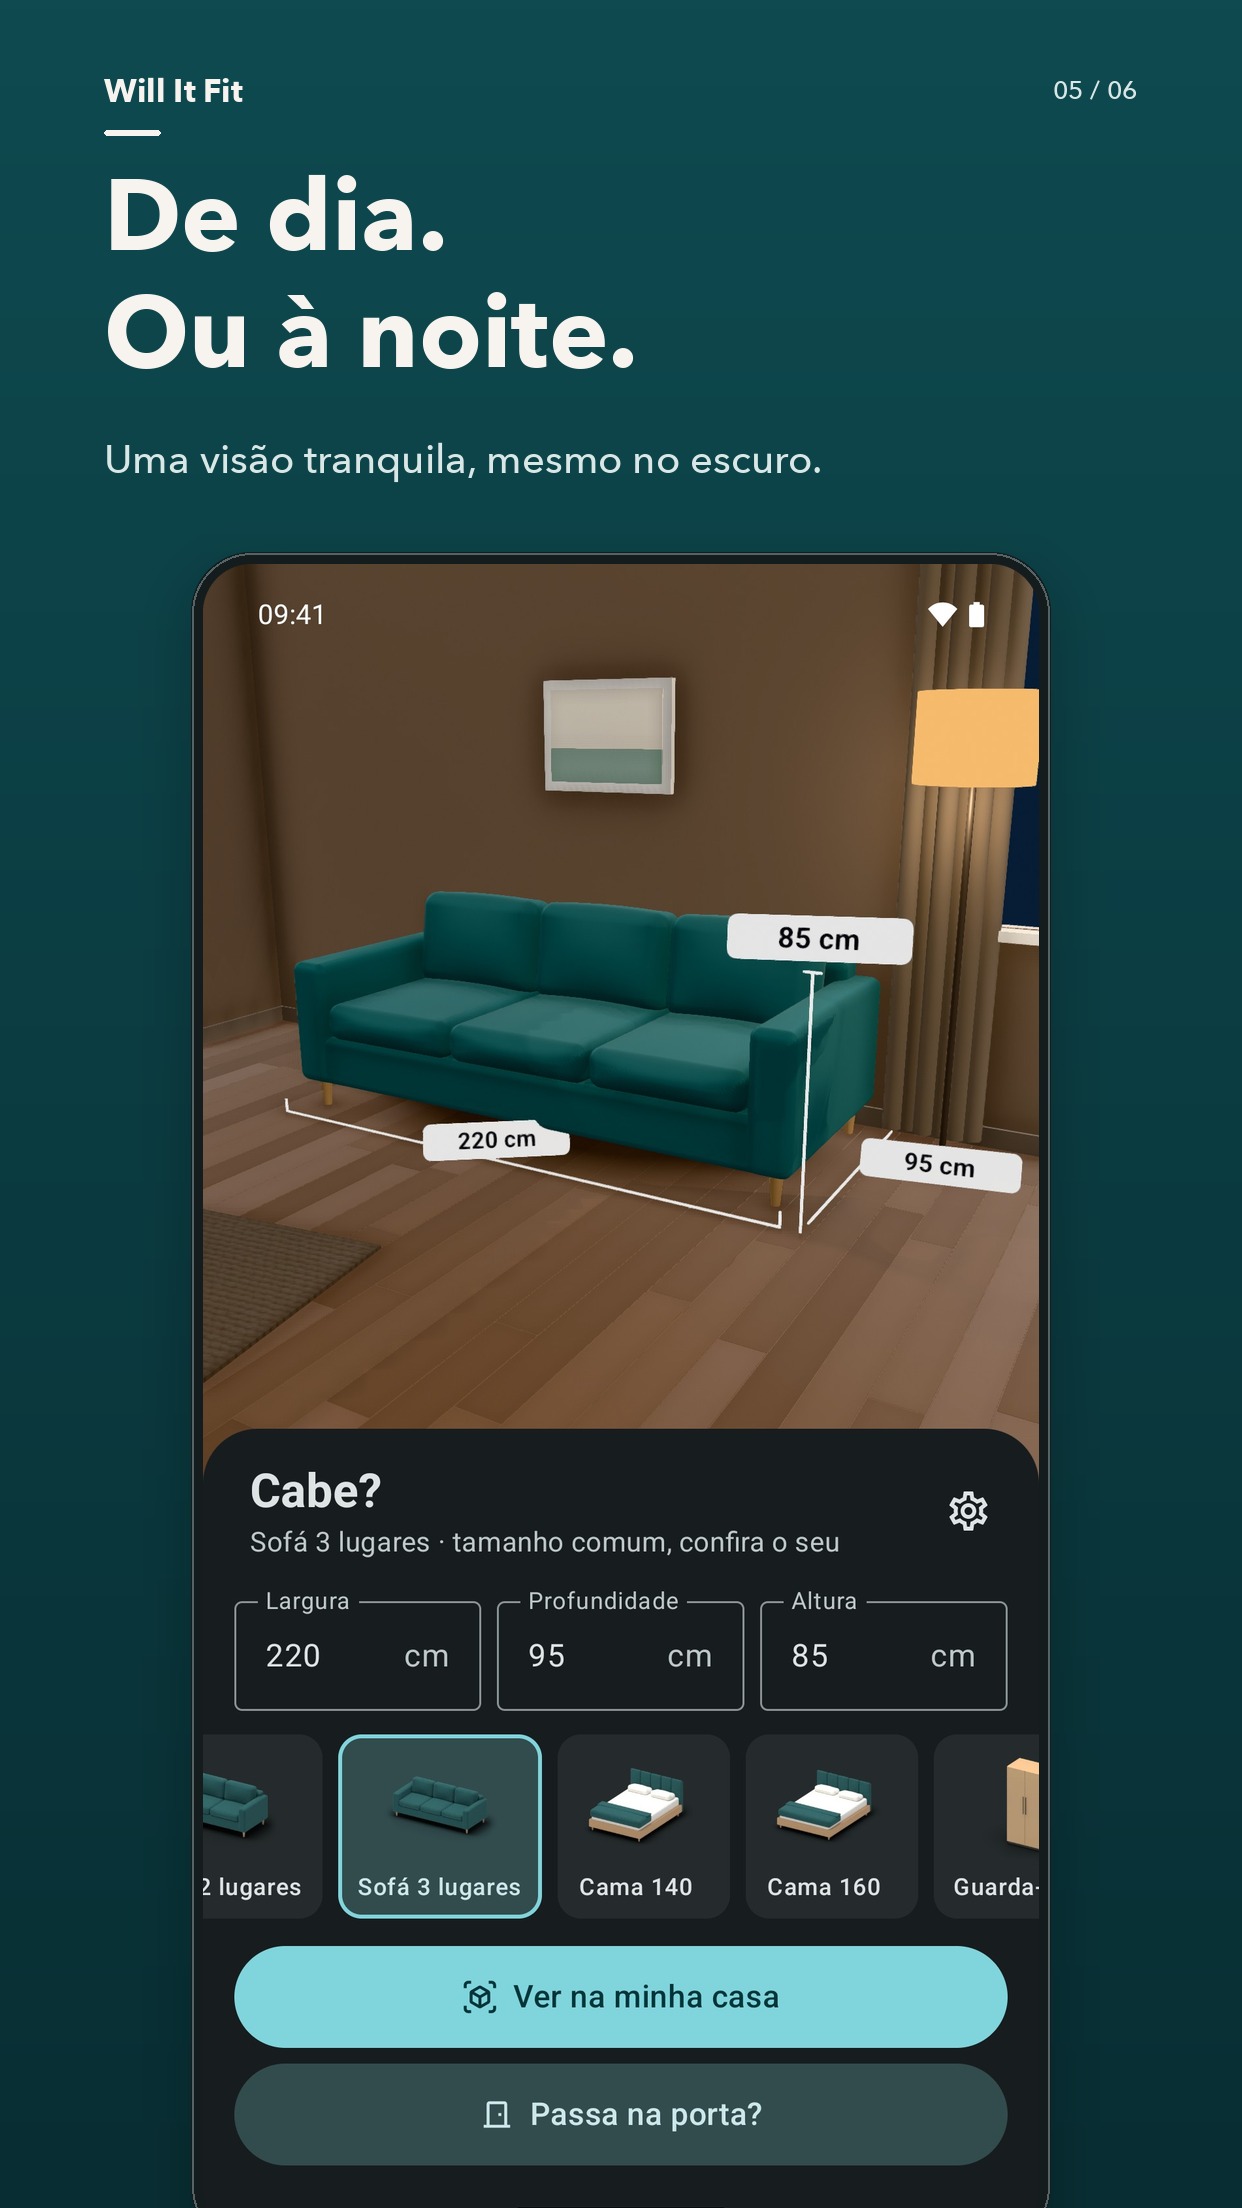 Will It Fit
05 / 06
De dia.
Ou à noite.
Uma visão tranquila, mesmo no escuro.
09:41
85 cm
220 cm
95 cm
Cabe?
Sofá 3 lugares · tamanho comum, confira o seu
Largura
Profundidade
Altura
220 cm
95 cm
85 cm
2 lugares
Sofá 3 lugares
Cama 140
Cama 160
Guarda-
Ver na minha casa
Passa na porta?